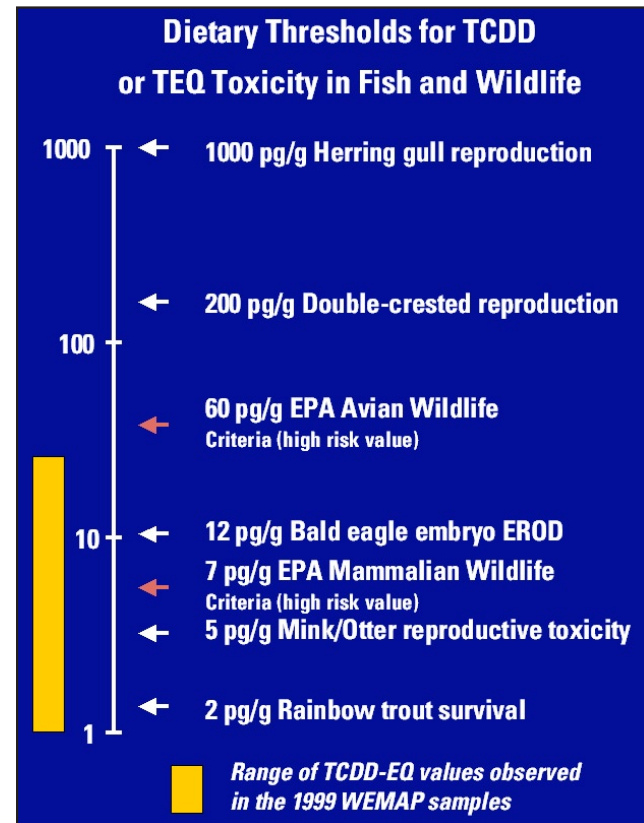 Dietary Thresholds for TCDD
or TEQ Toxicity in Fish and Wildlife
1000
1000 pg/g Herring gull reproduction
200 pg/g Double-crested reproduction
100
60 pg/g EPA Avian Wildlife
Criteria (high risk value)
10
12 pg/g Bald eagle embryo EROD
7 pg/g EPA Mammalian Wildlife
Criteria (high risk value)
5 pg/g Mink/Otter reproductive toxicity
2 pg/g Rainbow trout survival
1
Range of TCDD-EQ values observed
in the 1999 WEMAP samples